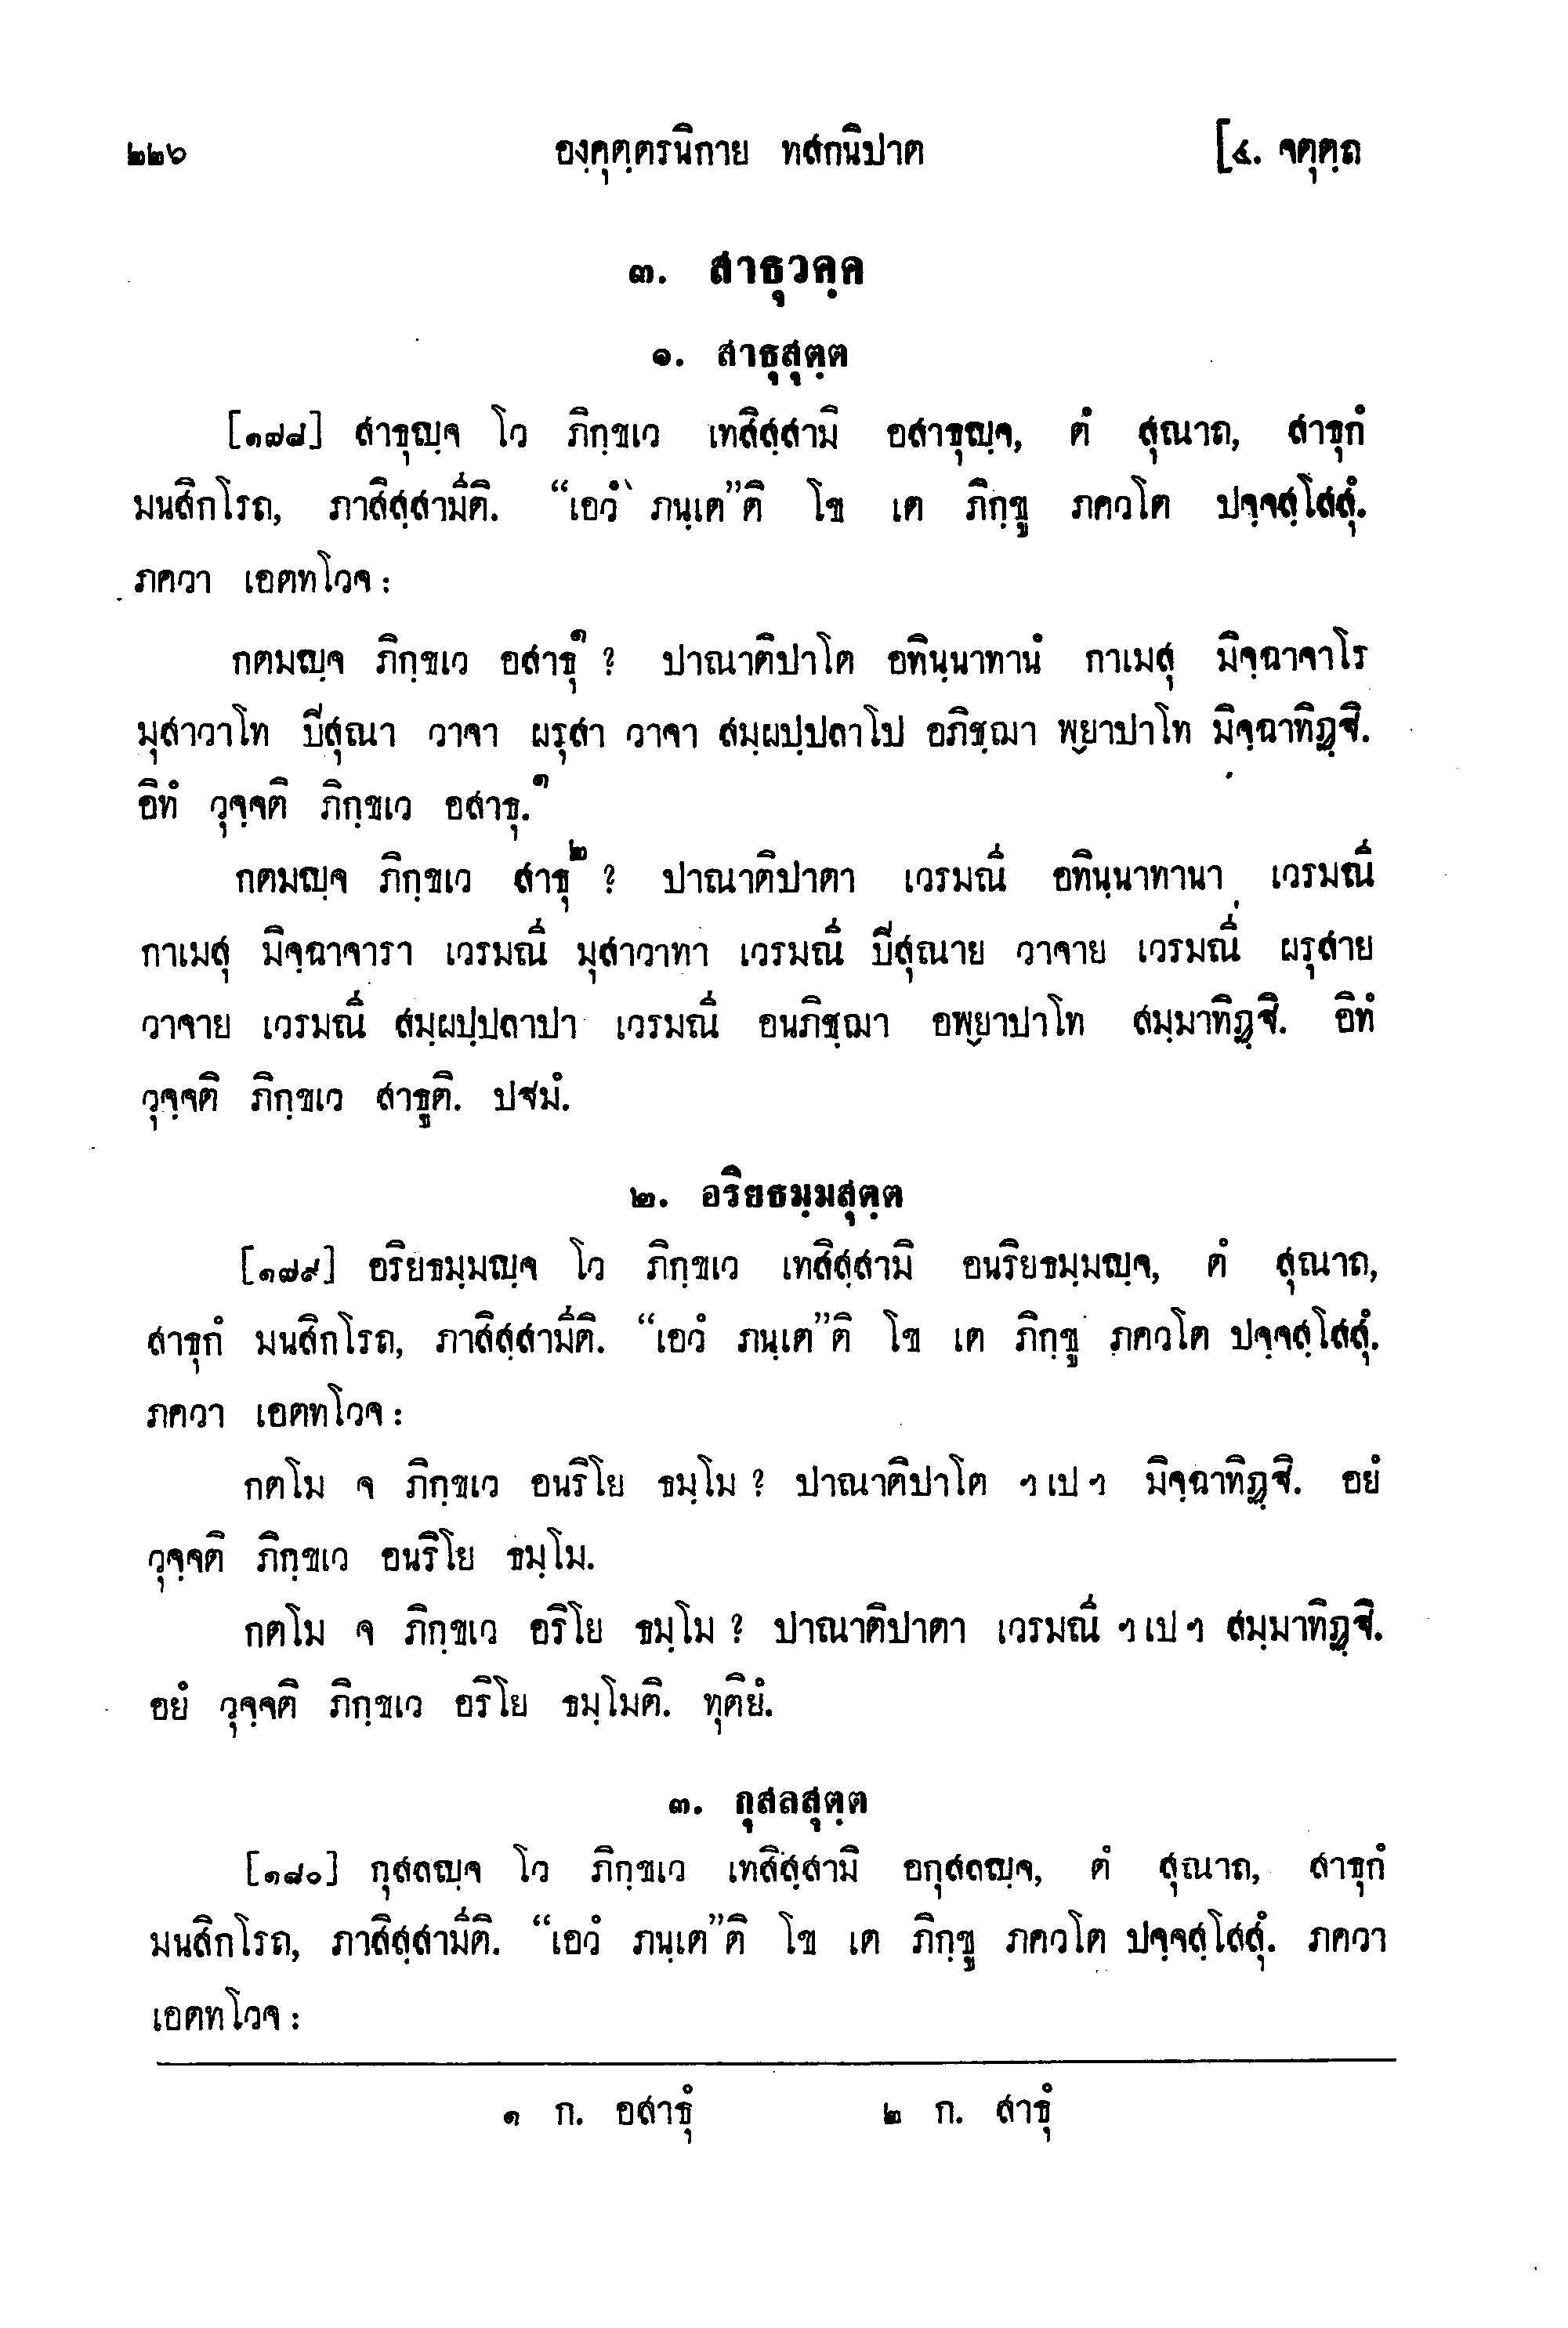 ๒๒๖ องฺคุตฺตรนิกาย ทสกนิปาต [๔. จตุตฺถ
๓. สาธุวคฺค
๑. สาธุสุตฺต
[๑๗๘] สาธุญฺจ โว ภิกฺขเว เทสิสฺสามิ อสาธุญฺจ, ตํ สุณาถ, สาธุกํ
มนสิกโรถ, ภาสิสฺสามีติ. “เอวํ ภนฺเต”ติ โข เต ภิกฺขู ภควโต ปจฺจสฺโสสุํ.
ภควา เอตทโวจ :
กตมญฺจ ภิกฺขเว อสาธุ๑ ? ปาณาติปาโต อทินฺนาทานํ กาเมสุ มิจฺฉาจาโร
มุสาวาโท ปิสุณา วาจา ผรุสา วาจา สมฺผปฺปลาโป อภิชฺฌา พฺยาปาโท มิจฺฉาทิฏฺฐิ.
อิทํ วุจฺจติ ภิกฺขเว อสาธุ.๑
กตมญฺจ ภิกฺขเว สาธุ๒ ? ปาณาติปาตา เวรมณี อทินฺนาทานา เวรมณี
กาเมสุ มิจฺฉาจารา เวรมณี มุสาวาทา เวรมณี ปิสุณาย วาจาย เวรมณี ผรุสาย
วาจาย เวรมณี สมฺผปฺปลาปา เวรมณี อนภิชฺฌา อพฺยาปาโท สมฺมาทิฏฺฐิ. อิทํ
วุจฺจติ ภิกฺขเว สาธูติ. ปฐมํ.
๒. อริยธมฺมสุตฺต
[๑๗๙] อริยธมฺมญฺจ โว ภิกฺขเว เทสิสฺสามิ อนริยธมฺมญฺจ, ตํ สุณาถ,
สาธุกํ มนสิกโรถ, ภาสิสฺสามีติ. “เอวํ ภนฺเต”ติ โข เต ภิกฺขู ภควโต ปจฺจสฺโสสุํ.
ภควา เอตทโวจ :
กตโม จ ภิกฺขเว อนริโย ธมฺโม ? ปาณาติปาโต ฯเปฯ มิจฺฉาทิฏฺฐิ. อยํ
วุจฺจติ ภิกฺขเว อนริโย ธมฺโม.
กตโม จ ภิกฺขเว อริโย ธมฺโม ? ปาณาติปาตา เวรมณี ฯเปฯ สมฺมาทิฏฺฐิ.
อยํ วุจฺจติ ภิกฺขเว อริโย ธมฺโมติ. ทุติยํ.
๓. กุสลสุตฺต
[๑๘๐] กุสลญฺจ โว ภิกฺขเว เทสิสฺสามิ อกุสลญฺจ, ตํ สุณาถ, สาธุกํ
มนสิกโรถ, ภาสิสฺสามีติ. “เอวํ ภนฺเต”ติ โข เต ภิกฺขู ภควโต ปจฺจสฺโสสุํ. ภควา
เอตทโวจ :
๑ ก. อสาธุํ ๒ ก. สาธุํ